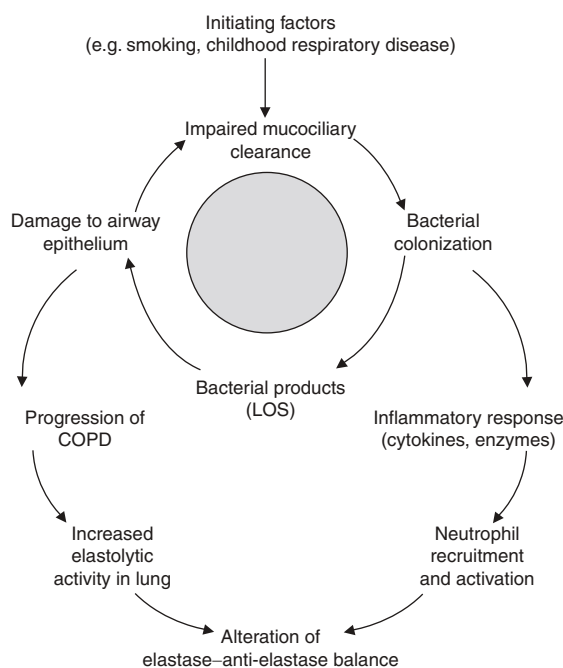 Initiating factors
(e.g. smoking, childhood respiratory disease)
Impaired mucociliary
clearance
Damage to airway
epithelium
Bacterial
colonization
Bacterial products
(LOS)
Progression of
COPD
Inflammatory response
(cytokines, enzymes)
Increased
elastolytic
activity in lung
Neutrophil
recruitment
and activation
Alteration of
elastase–anti-elastase balance